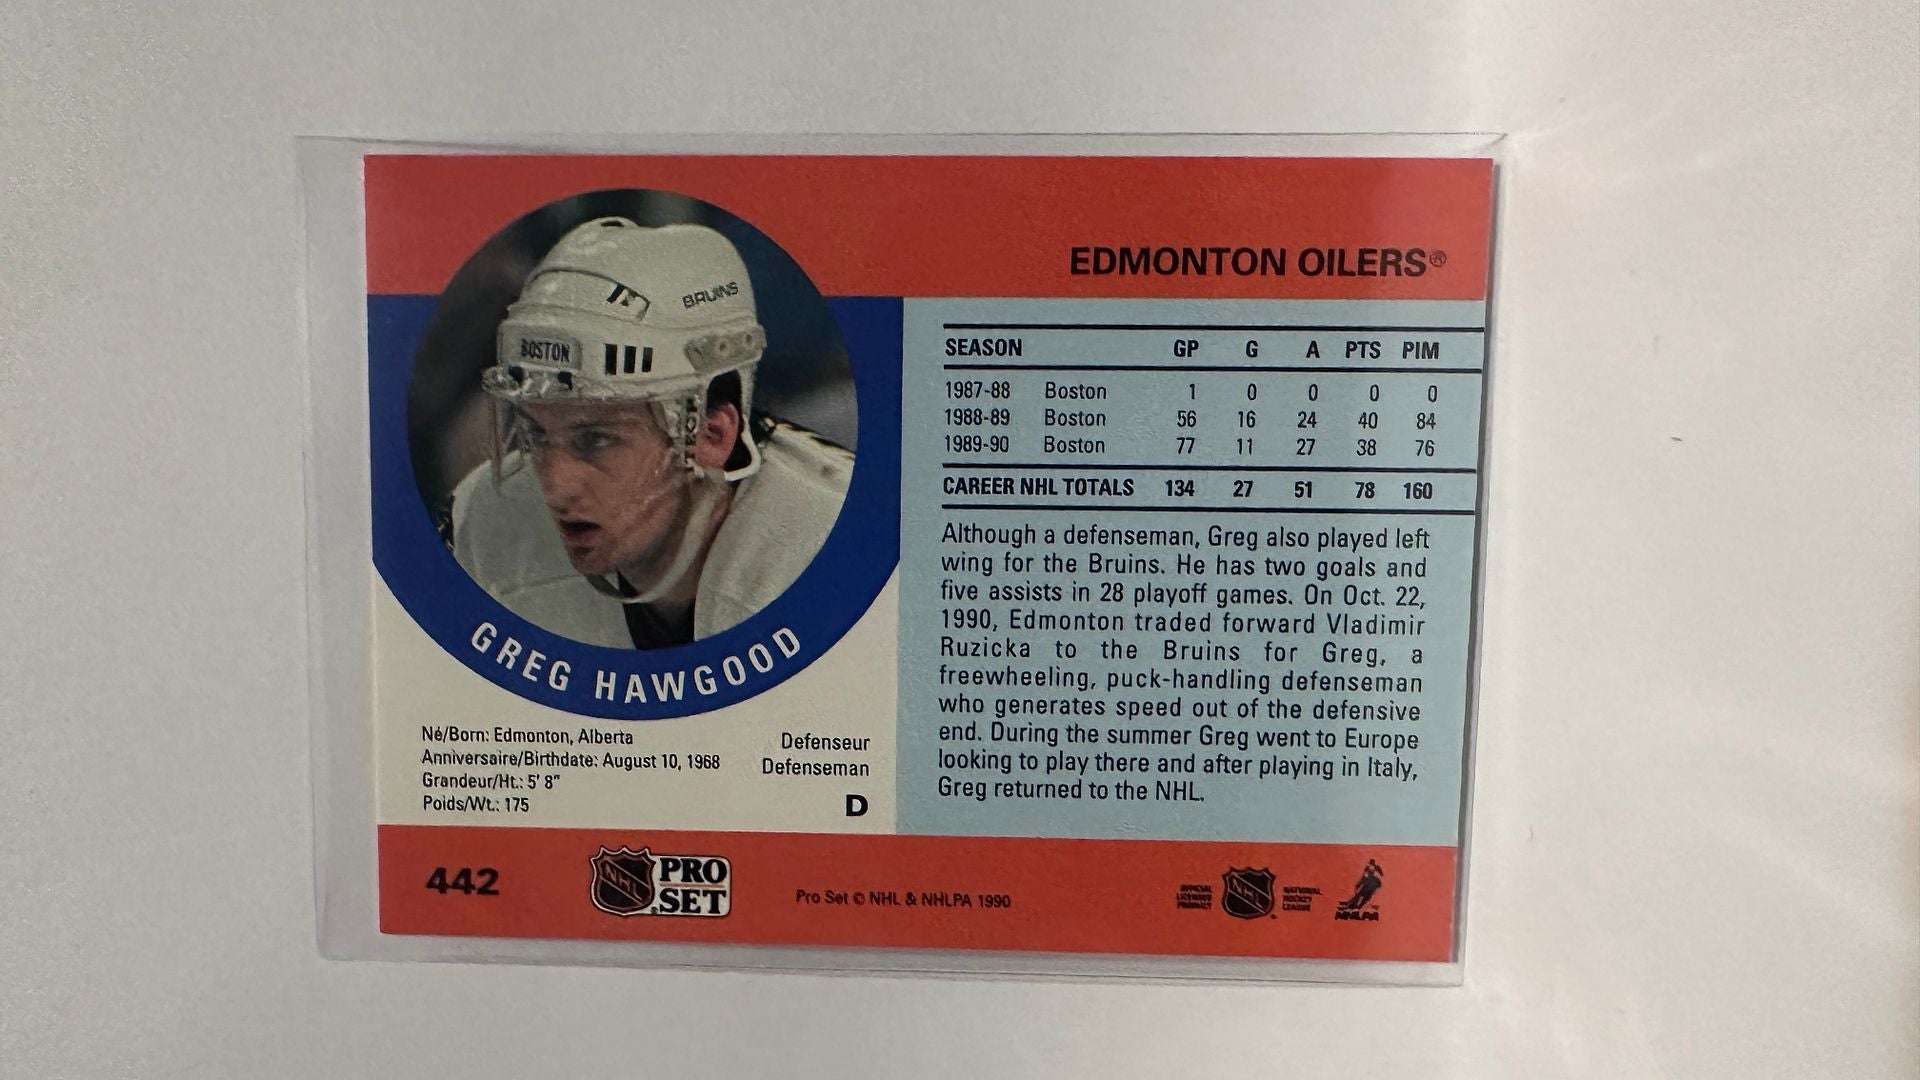 EDMONTON OILERS®
BRUINS
BOSTON
GREG HAWGOOD
Né/Born: Edmonton, Alberta
Anniversaire/Birthdate: August 10, 1968
Grandeur/Ht.: 5' 8"
Poids/Wt.: 175
Defenseur
Defenseman
D
SEASON GP G A PTS PIM
1987-88 Boston 1 0 0 0 0
1988-89 Boston 56 16 24 40 84
1989-90 Boston 77 11 27 38 76
CAREER NHL TOTALS 134 27 51 78 160
Although a defenseman, Greg also played left
wing for the Bruins. He has two goals and
five assists in 28 playoff games. On Oct. 22,
1990, Edmonton traded forward Vladimir
Ruzicka to the Bruins for Greg, a
freewheeling, puck-handling defenseman
who generates speed out of the defensive
end. During the summer Greg went to Europe
looking to play there and after playing in Italy,
Greg returned to the NHL.
442
NHL
PRO
SET
Pro Set © NHL & NHLPA 1990
OFFICIAL
LICENSED
PRODUCT
NHL
NATIONAL
HOCKEY
LEAGUE
NHLPA